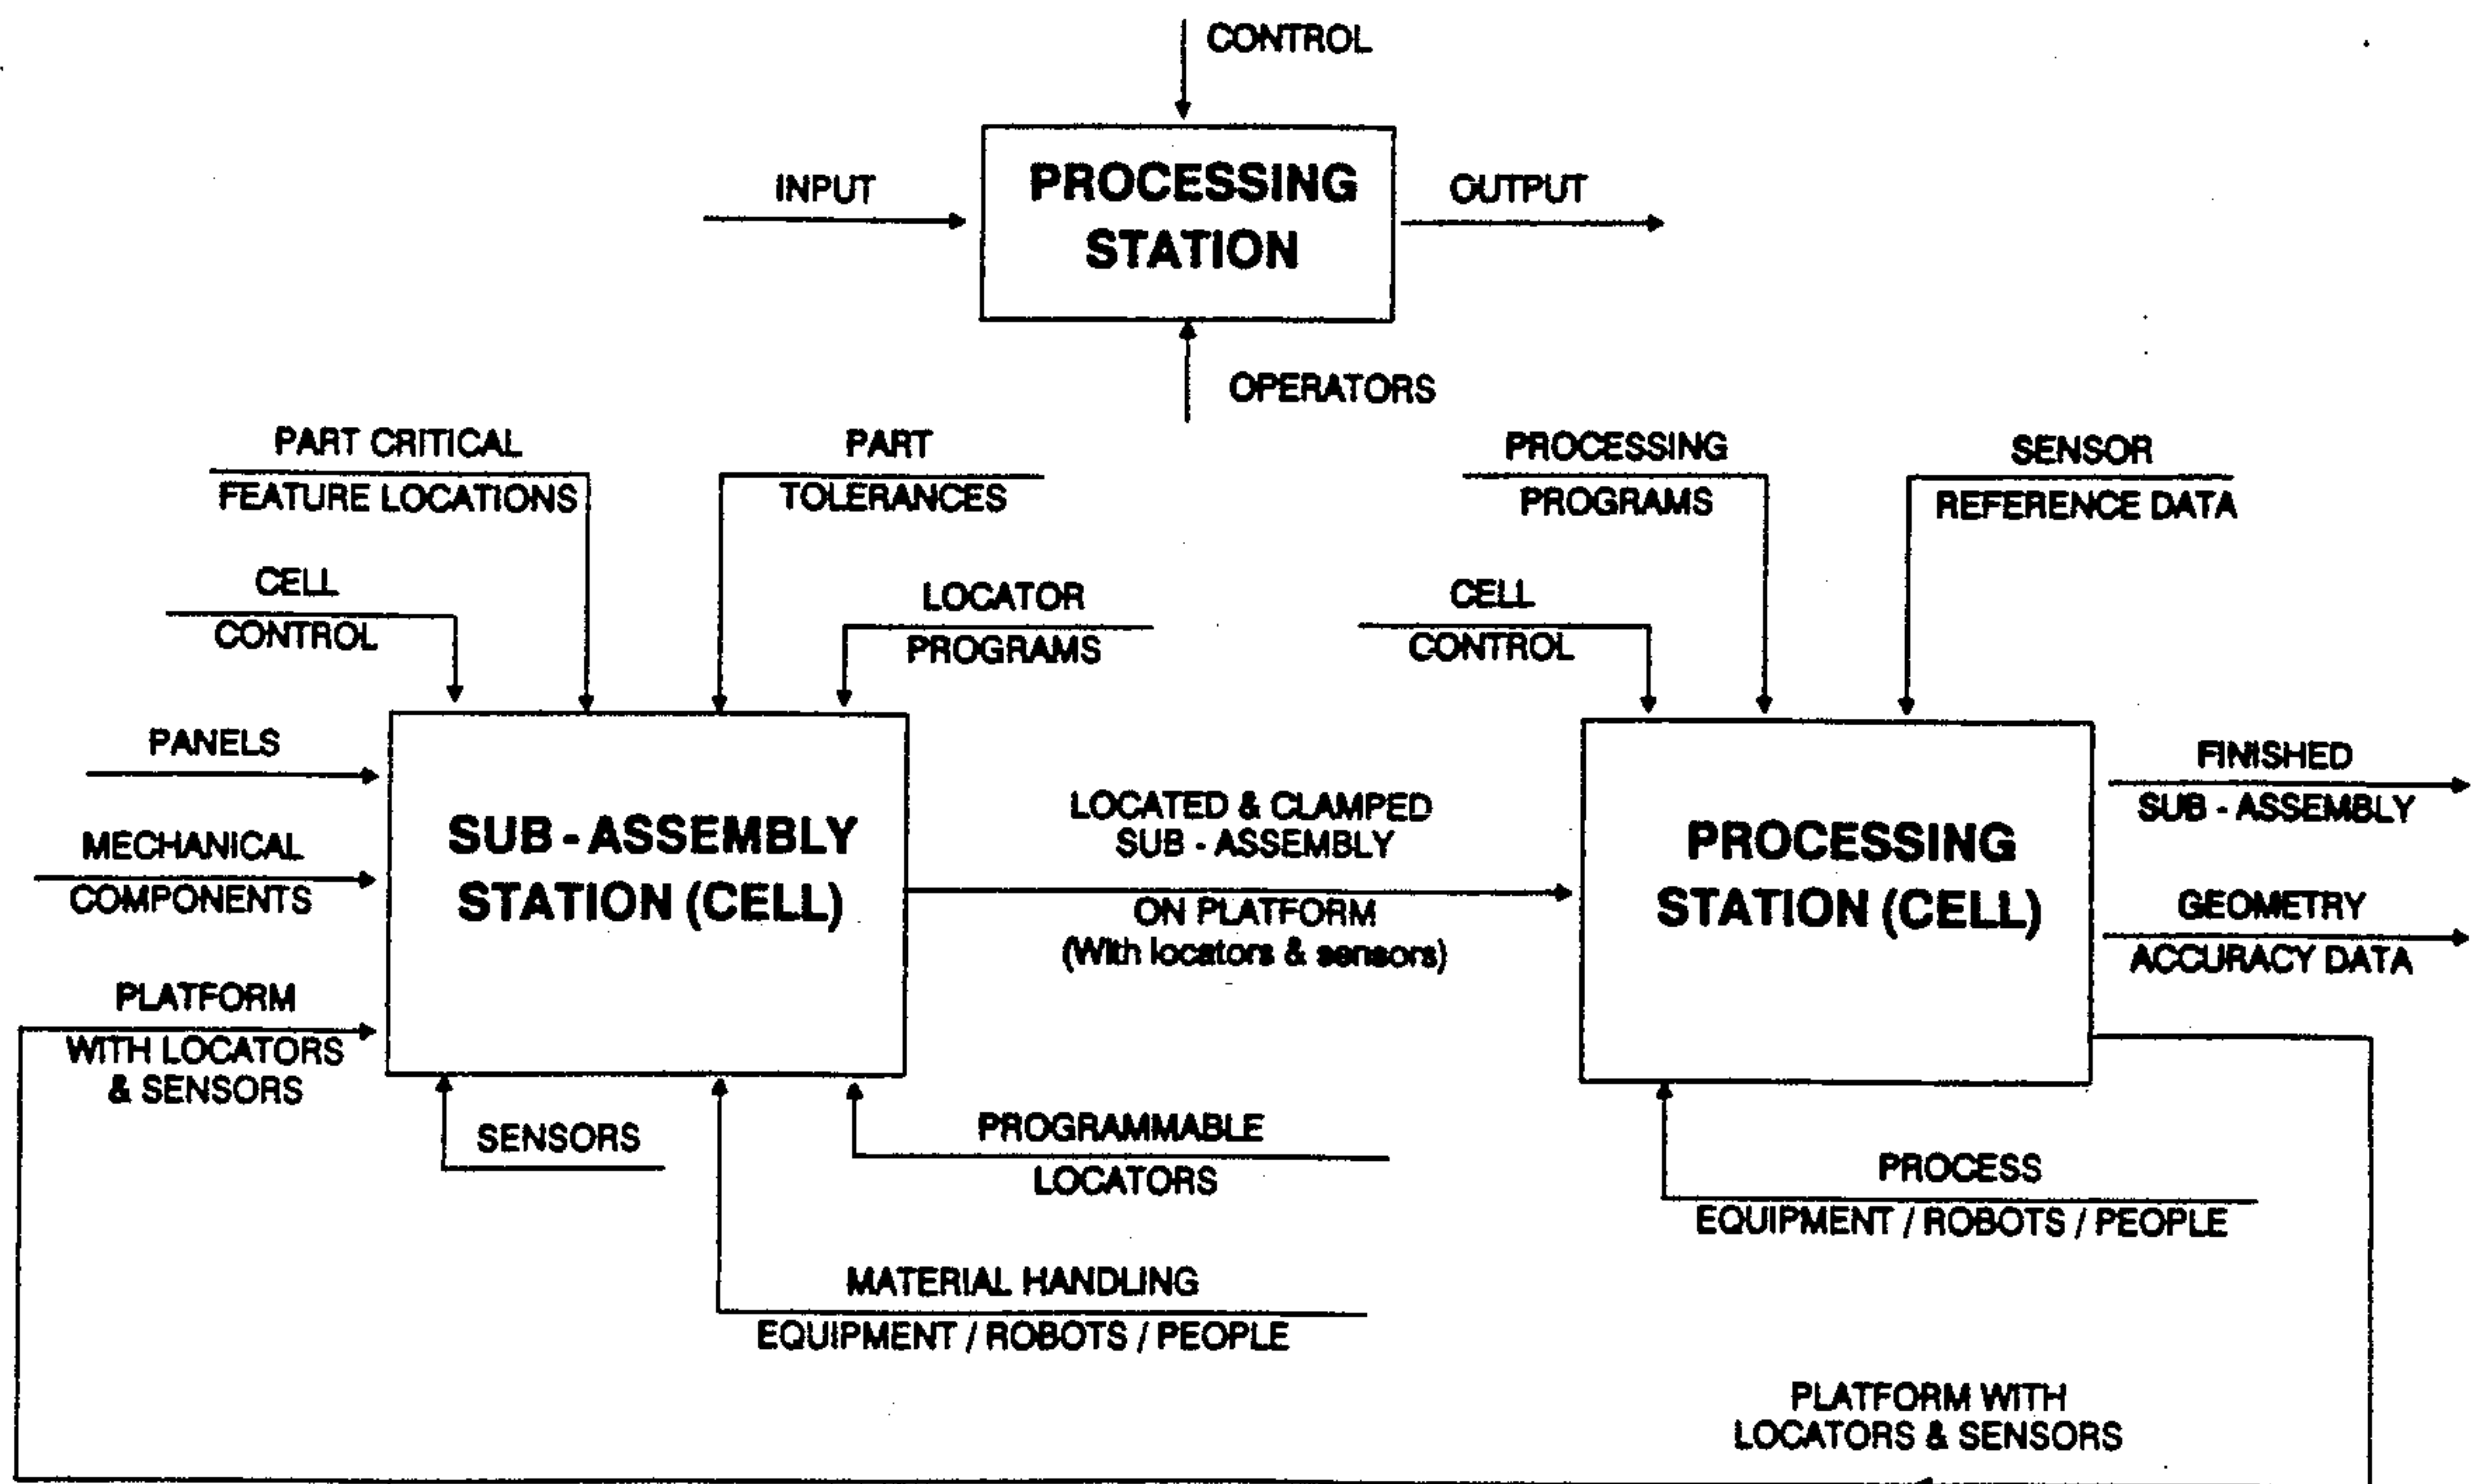 CONTROL
INPUT
PROCESSING
STATION
OUTPUT
OPERATORS
PART CRITICAL
FEATURE LOCATIONS
PART
TOLERANCES
CELL
CONTROL
LOCATOR
PROGRAMS
PROCESSING
PROGRAMS
SENSOR
REFERENCE DATA
CELL
CONTROL
PANELS
MECHANICAL
COMPONENTS
PLATFORM
WITH LOCATORS
& SENSORS
SUB - ASSEMBLY
STATION (CELL)
LOCATED & CLAMPED
SUB - ASSEMBLY
ON PLATFORM
(With locators & sensors)
PROCESSING
STATION (CELL)
FINISHED
SUB - ASSEMBLY
GEOMETRY
ACCURACY DATA
SENSORS
PROGRAMMABLE
LOCATORS
MATERIAL HANDLING
EQUIPMENT / ROBOTS / PEOPLE
PROCESS
EQUIPMENT / ROBOTS / PEOPLE
PLATFORM WITH
LOCATORS & SENSORS